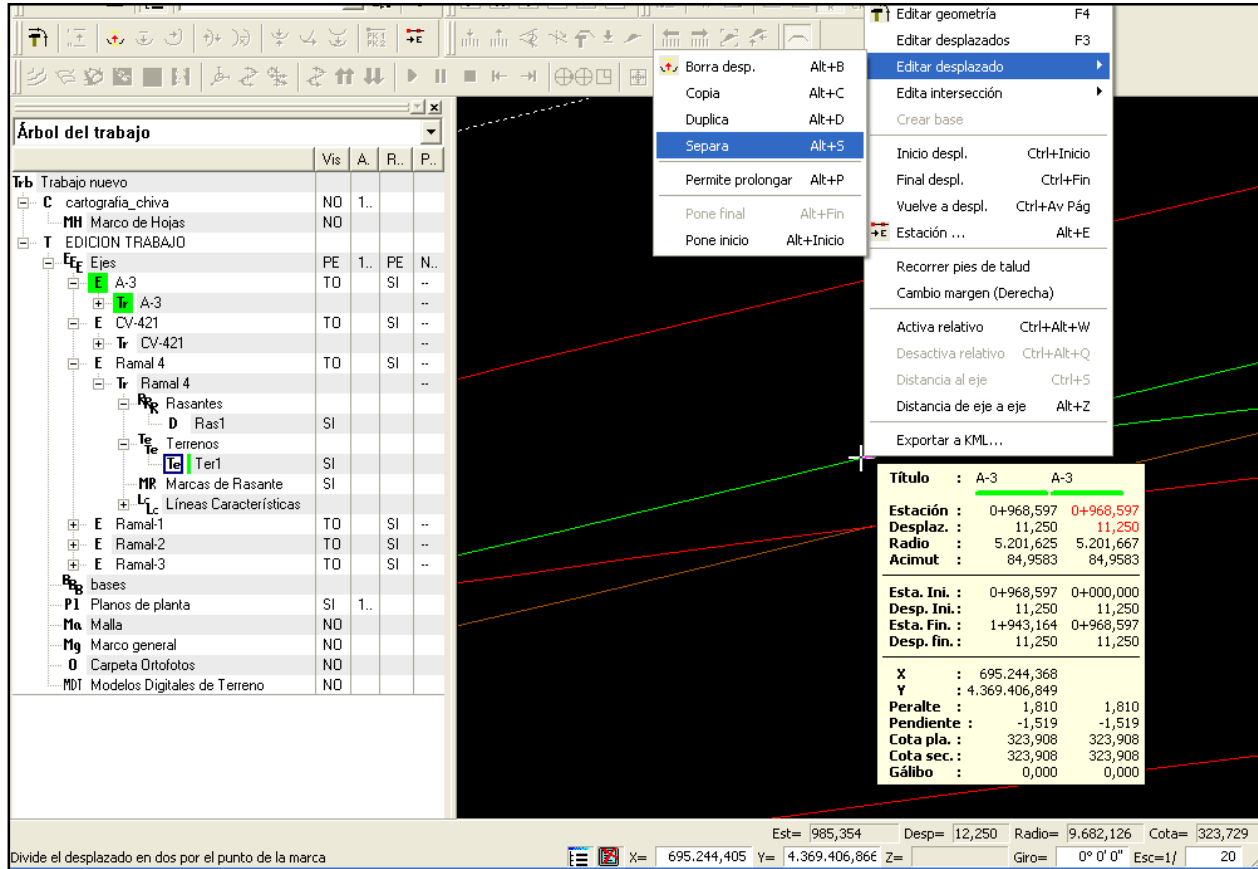 Árbol del trabajo
Vis A. R.. P..
Trb Trabajo nuevo
C cartografia_chiva NO 1..
MH Marco de Hojas NO
T EDICION TRABAJO
EEE Ejes PE 1.. PE N..
E A-3 TO SI --
Tr A-3 --
E CV-421 TO SI --
Tr CV-421 --
E Ramal 4 TO SI --
Tr Ramal 4 --
RRR Rasantes
D Ras1 SI
Te Te Terrenos
Te Ter1 SI
MR Marcas de Rasante SI
Lc Lc Líneas Características
E Ramal-1 TO SI --
E Ramal-2 TO SI --
E Ramal-3 TO SI --
BBB bases
Pl Planos de planta SI 1..
Ma Malla NO
Mg Marco general NO
O Carpeta Ortofotos NO
MDT Modelos Digitales de Terreno NO
Borra desp. Alt+B
Copia Alt+C
Duplica Alt+D
Separa Alt+S
Permite prolongar Alt+P
Pone final Alt+Fin
Pone inicio Alt+Inicio
Editar geometría F4
Editar desplazados F3
Editar desplazado
Edita intersección
Crear base
Inicio despl. Ctrl+Inicio
Final despl. Ctrl+Fin
Vuelve a despl. Ctrl+Av Pág
Estación ... Alt+E
Recorrer pies de talud
Cambio margen (Derecha)
Activa relativo Ctrl+Alt+W
Desactiva relativo Ctrl+Alt+Q
Distancia al eje Ctrl+S
Distancia de eje a eje Alt+Z
Exportar a KML...
Título : A-3 A-3
Estación : 0+968,597 0+968,597
Desplaz. : 11,250 11,250
Radio : 5.201,625 5.201,667
Acimut : 84,9583 84,9583
Esta. Ini. : 0+968,597 0+000,000
Desp. Ini.: 11,250 11,250
Esta. Fin. : 1+943,164 0+968,597
Desp. fin. : 11,250 11,250
X : 695.244,368
Y : 4.369.406,849
Peralte : 1,810 1,810
Pendiente : -1,519 -1,519
Cota pla. : 323,908 323,908
Cota sec. : 323,908 323,908
Gálibo : 0,000 0,000
Est= 985,354 Desp= 12,250 Radio= 9.682,126 Cota= 323,729
Divide el desplazado en dos por el punto de la marca X= 695.244,405 Y= 4.369.406,866 Z= Giro= 0° 0' 0" Esc=1/ 20